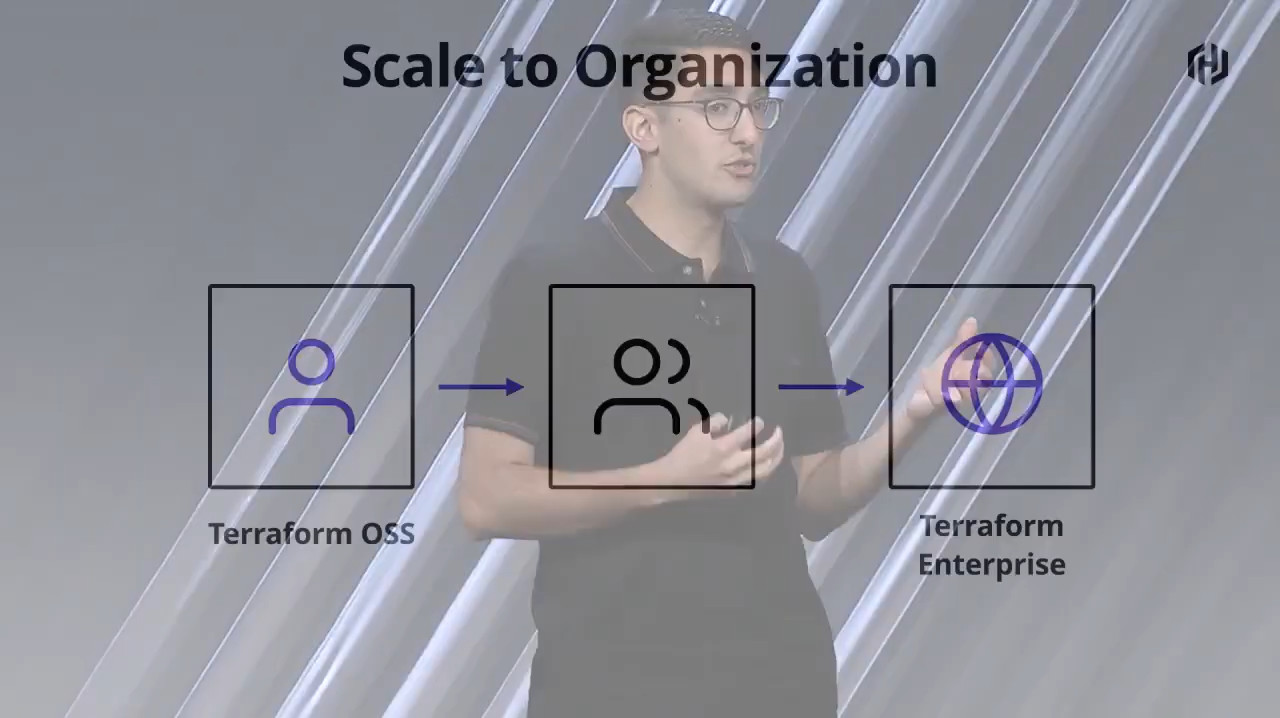 Scale to Organization
Terraform OSS
Terraform
Enterprise